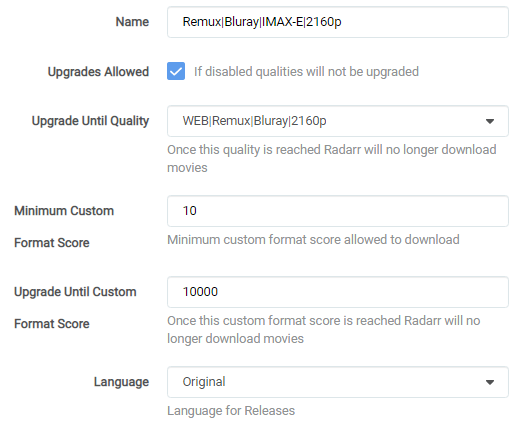 Name
Remux|Bluray|IMAX-E|2160p
Upgrades Allowed
If disabled qualities will not be upgraded
Upgrade Until Quality
WEB|Remux|Bluray|2160p
Once this quality is reached Radarr will no longer download
movies
Minimum Custom
Format Score
10
Minimum custom format score allowed to download
Upgrade Until Custom
Format Score
10000
Once this custom format score is reached Radarr will no
longer download movies
Language
Original
Language for Releases